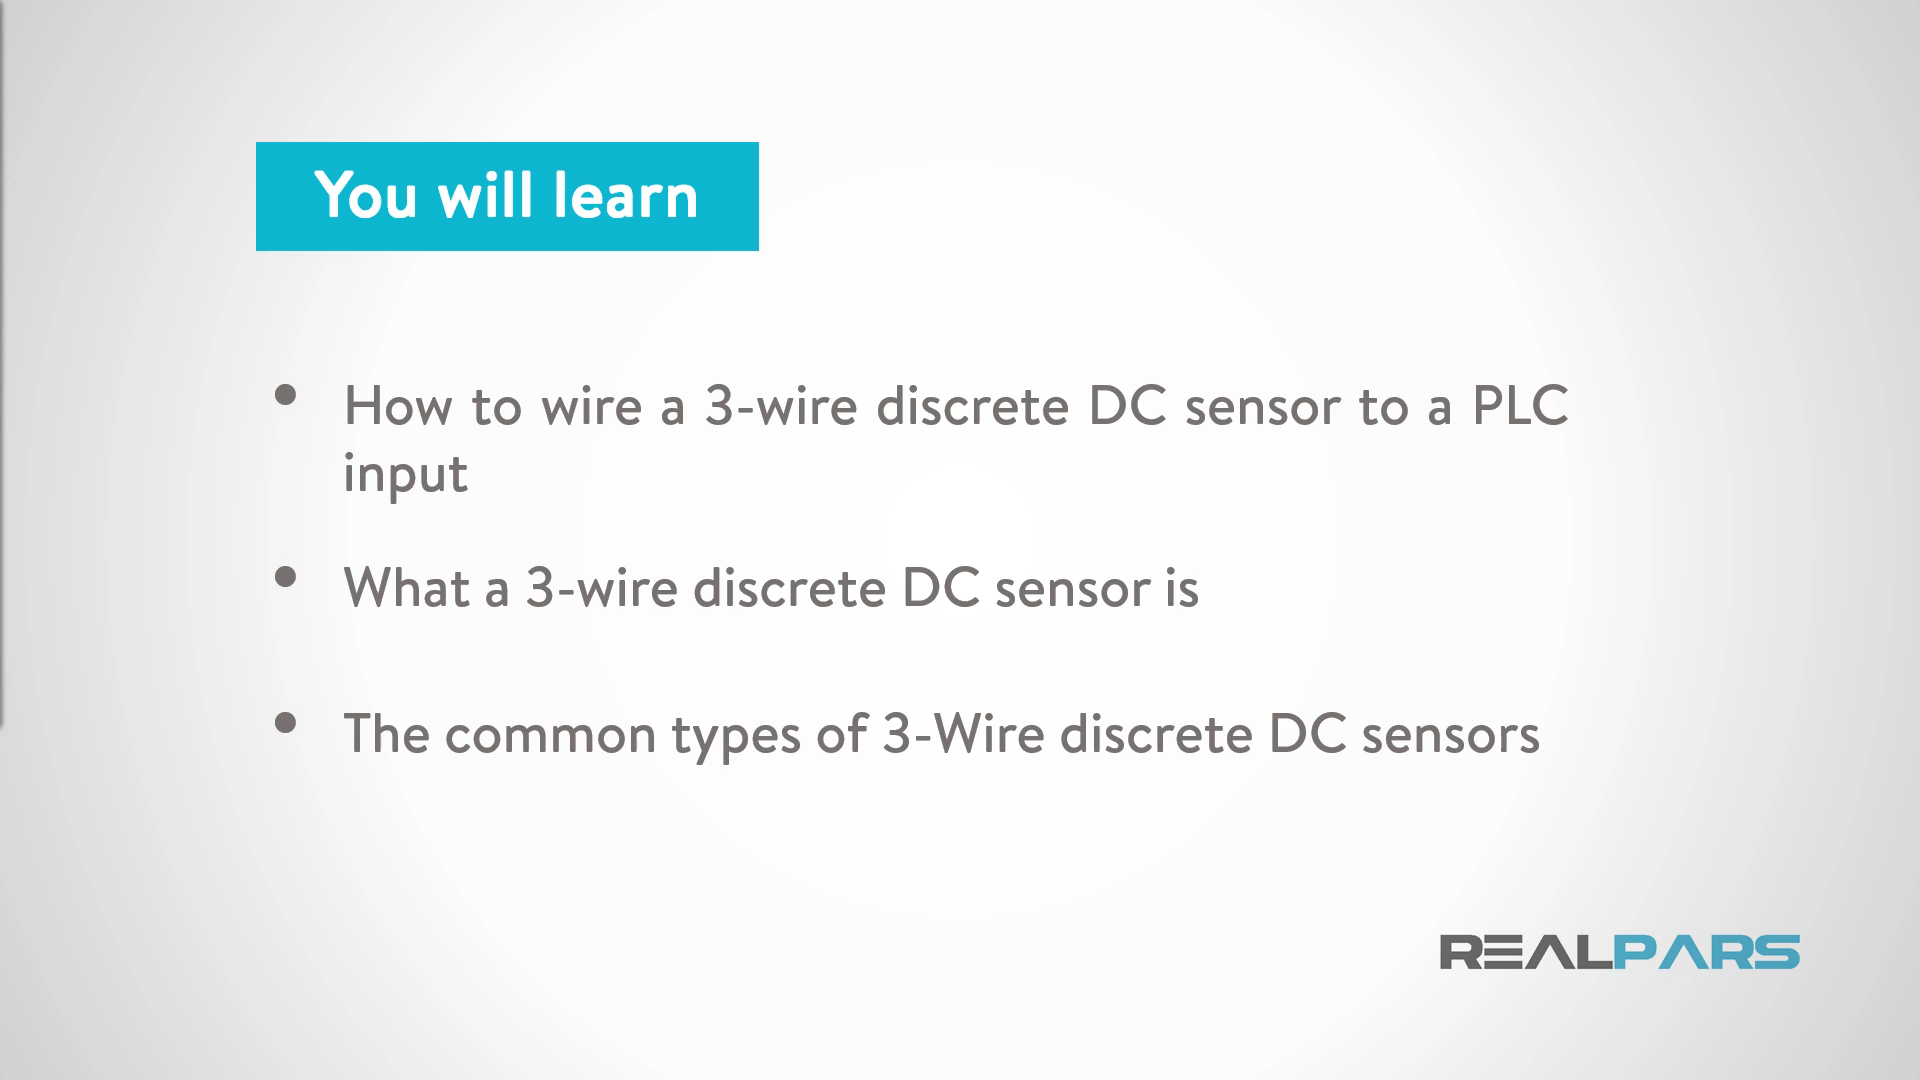 You will learn
• How to wire a 3-wire discrete DC sensor to a PLC
input
• What a 3-wire discrete DC sensor is
• The common types of 3-Wire discrete DC sensors
REALPARS